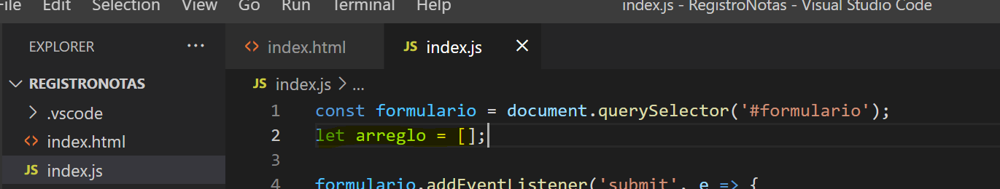 File Edit Selection View Go Run Terminal Help index.js - RegistroNotas - Visual Studio Code
EXPLORER ...
index.html
JS index.js ×
REGISTRONOTAS
.vscode
index.html
JS index.js
JS index.js > ...
1 const formulario = document.querySelector('#formulario');
2 let arreglo = [];
3
4 formulario.addEventListener('submit', e => {